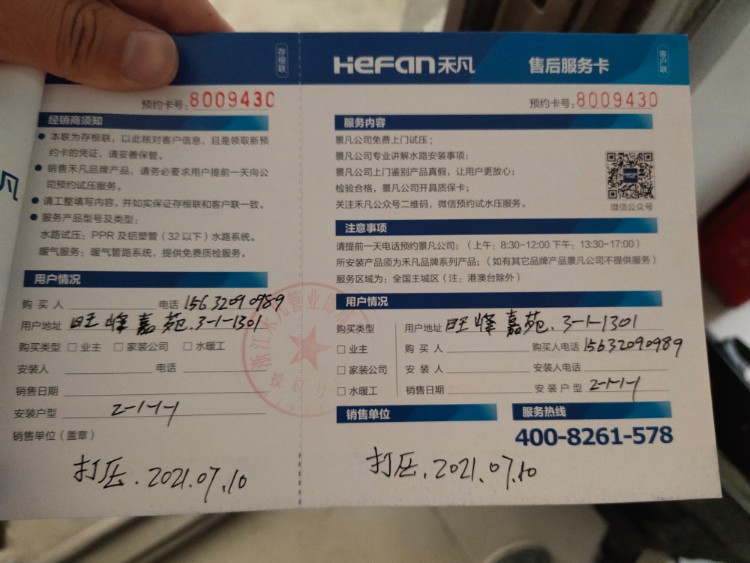 存根联
预约卡号:8009430
经销商须知
● 本联为存根联,以此核对客户信息,且是领取新预
约卡的凭证,请妥善保管。
● 销售禾凡品牌产品,请务必要求用户提前一天向公
司预约试压服务。
● 请工整填写内容,并如实保证存根联和客户联一致。
● 服务产品型号及类型:
水路试压:PPR 及铝塑管(32 以下)水路系统。
暖气服务:暖气管路系统,提供免费质检服务。
用户情况
购买人 电话 15632090989
用户地址 旺峰嘉苑.3-1-1301
购买类型 □ 业主 □ 家装公司 □ 水暖工
安装人 电话
销售日期
安装户型 2-1-1-1
销售单位(盖章)
打压.2021.07.10
HeFan禾凡 售后服务卡
客户联
预约卡号:8009430
服务内容
景凡公司免费上门试压;
景凡公司专业讲解水路安装事项;
景凡公司上门鉴别产品真假,让用户更放心;
检验合格,景凡公司开具质保卡;
关注禾凡公众号二维码,微信预约试水压服务。
微信公众号
注意事项
请提前一天电话预约景凡公司;(上午:8:30-12:00 下午:13:30-17:00)
所安装产品须为禾凡品牌系列产品;(如有其它品牌产品景凡公司不提供服务)
服务区域为:全国主城区(注:港澳台除外)
用户情况
购买类型 用户地址 旺峰嘉苑.3-1-1301
□ 业主 购买人 购买人电话 15632090989
□ 家装公司 安装人 安装人电话
□ 水暖工 销售日期 安装户型 2-1-1-1
销售单位 服务热线
400-8261-578
打压.2021.07.10